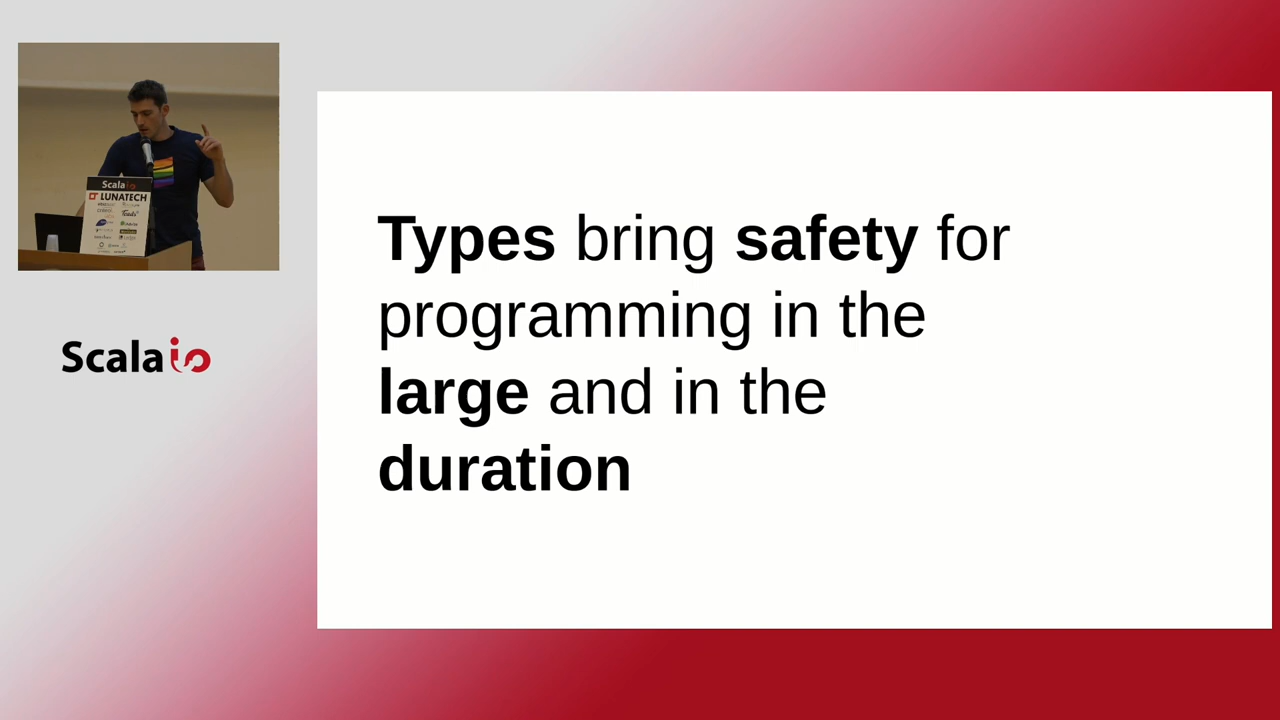 Scalaio
LUNATECH
Scalaio
Types bring safety for
programming in the
large and in the
duration